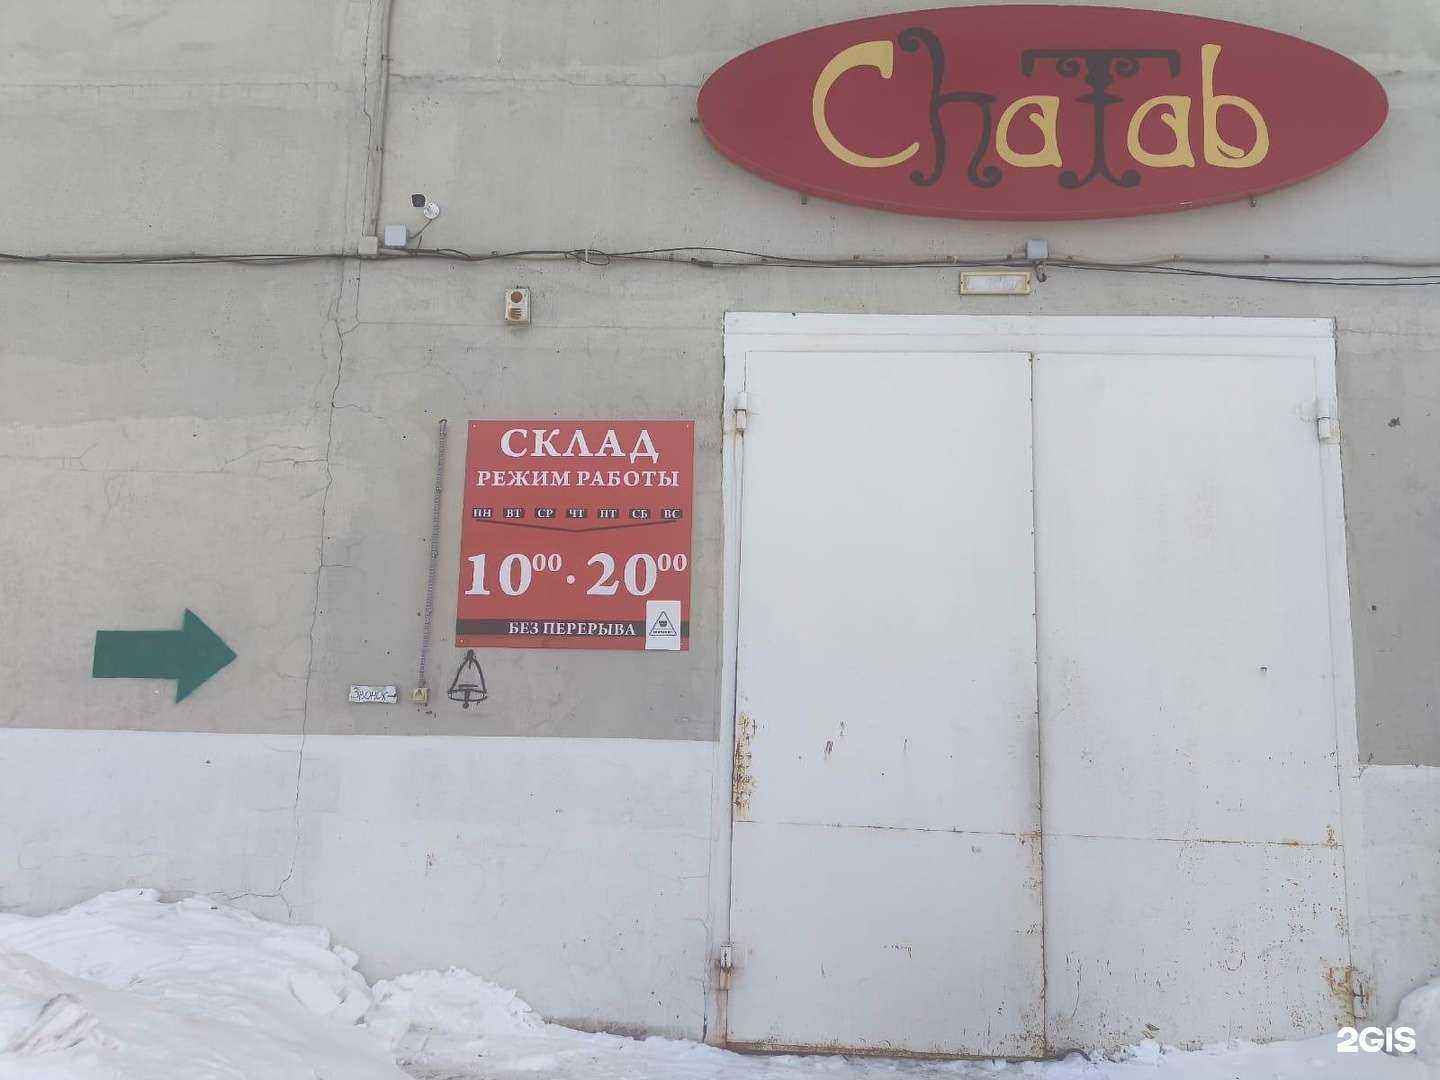 ChaTab
СКЛАД
РЕЖИМ РАБОТЫ
ПН ВТ СР ЧТ ПТ СБ ВС
10⁰⁰ · 20⁰⁰
БЕЗ ПЕРЕРЫВА
Звонок
2GIS